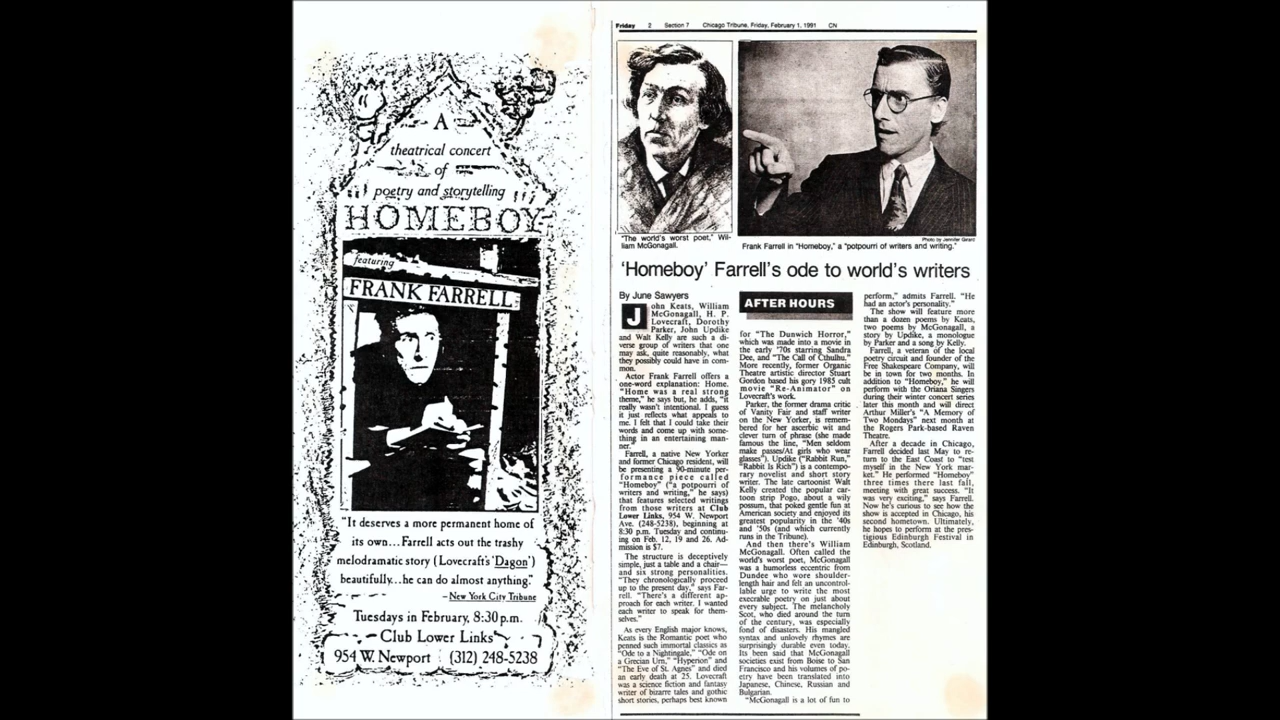 A
theatrical concert
of
poetry and storytelling
HOMEBOY
featuring
FRANK FARRELL
"It deserves a more permanent home of
its own...Farrell acts out the trashy
melodramatic story (Lovecraft's 'Dagon')
beautifully...he can do almost anything."
-New York City Tribune
Tuesdays in February, 8:30 p.m.
Club Lower Links
954 W. Newport (312) 248-5238
Friday 2 Section 7 Chicago Tribune, Friday, February 1, 1991 CN
"The world's worst poet," Wil-
liam McGonagall.
Photo by Jennifer Girard
Frank Farrell in "Homeboy," a "potpourri of writers and writing."
'Homeboy' Farrell's ode to world's writers
By June Sawyers
John Keats, William
McGonagall, H. P.
Lovecraft, Dorothy
Parker, John Updike
and Walt Kelly are such a di-
verse group of writers that one
may ask, quite reasonably, what
they possibly could have in com-
mon.
Actor Frank Farrell offers a
one-word explanation: Home.
"Home was a real strong
theme," he says but, he adds, "it
really wasn't intentional. I guess
it just reflects what appeals to
me. I felt that I could take their
words and come up with some-
thing in an entertaining man-
ner."
Farrell, a native New Yorker
and former Chicago resident, will
be presenting a 90-minute per-
formance piece called
"Homeboy" ("a potpourri of
writers and writing," he says)
that features selected writings
from those writers at Club
Lower Links, 954 W. Newport
Ave. (248-5238), beginning at
8:30 p.m. Tuesday and continu-
ing on Feb. 12, 19 and 26. Ad-
mission is $7.
The structure is deceptively
simple, just a table and a chair—
and six strong personalities.
"They chronologically proceed
up to the present day," says Far-
rell. "There's a different ap-
proach for each writer. I wanted
each writer to speak for them-
selves."
As every English major knows,
Keats is the Romantic poet who
penned such immortal classics as
"Ode to a Nightingale," "Ode on
a Grecian Urn," "Hyperion" and
"The Eve of St. Agnes" and died
an early death at 25. Lovecraft
was a science fiction and fantasy
writer of bizarre tales and gothic
short stories, perhaps best known
AFTER HOURS
for "The Dunwich Horror,"
which was made into a movie in
the early '70s starring Sandra
Dee, and "The Call of Cthulhu."
More recently, former Organic
Theatre artistic director Stuart
Gordon based his gory 1985 cult
movie "Re-Animator" on
Lovecraft's work.
Parker, the former drama critic
of Vanity Fair and staff writer
on the New Yorker, is remem-
bered for her ascerbic wit and
clever turn of phrase (she made
famous the line, "Men seldom
make passes/At girls who wear
glasses"). Updike ("Rabbit Run,"
"Rabbit Is Rich") is a contempo-
rary novelist and short story
writer. The late cartoonist Walt
Kelly created the popular car-
toon strip Pogo, about a wily
possum, that poked gentle fun at
American society and enjoyed its
greatest popularity in the '40s
and '50s (and which currently
runs in the Tribune).
And then there's William
McGonagall. Often called the
world's worst poet, McGonagall
was a humorless eccentric from
Dundee who wore shoulder-
length hair and felt an uncontrol-
lable urge to write the most
execrable poetry on just about
every subject. The melancholy
Scot, who died around the turn
of the century, was especially
fond of disasters. His mangled
syntax and unlovely rhymes are
surprisingly durable even today.
Its been said that McGonagall
societies exist from Boise to San
Francisco and his volumes of po-
etry have been translated into
Japanese, Chinese, Russian and
Bulgarian.
"McGonagall is a lot of fun to
perform," admits Farrell. "He
had an actor's personality."
The show will feature more
than a dozen poems by Keats,
two poems by McGonagall, a
story by Updike, a monologue
by Parker and a song by Kelly.
Farrell, a veteran of the local
poetry circuit and founder of the
Free Shakespeare Company, will
be in town for two months. In
addition to "Homeboy," he will
perform with the Oriana Singers
during their winter concert series
later this month and will direct
Arthur Miller's "A Memory of
Two Mondays" next month at
the Rogers Park-based Raven
Theatre.
After a decade in Chicago,
Farrell decided last May to re-
turn to the East Coast to "test
myself in the New York mar-
ket." He performed "Homeboy"
three times there last fall,
meeting with great success. "It
was very exciting," says Farrell.
Now he's curious to see how the
show is accepted in Chicago, his
second hometown. Ultimately,
he hopes to perform at the pres-
tigious Edinburgh Festival in
Edinburgh, Scotland.